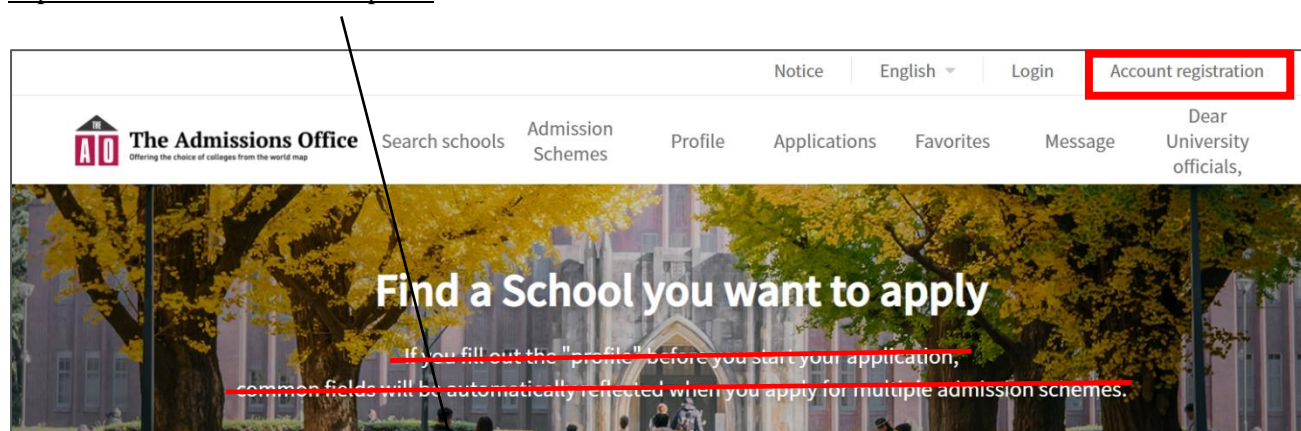 Notice English Login Account registration
THE
AO The Admissions Office
Offering the choice of colleges from the world map
Search schools Admission Schemes Profile Applications Favorites Message Dear University officials,
Find a School you want to apply
If you fill out the "profile" before you start your application,
common fields will be automatically reflected when you apply for multiple admission schemes.